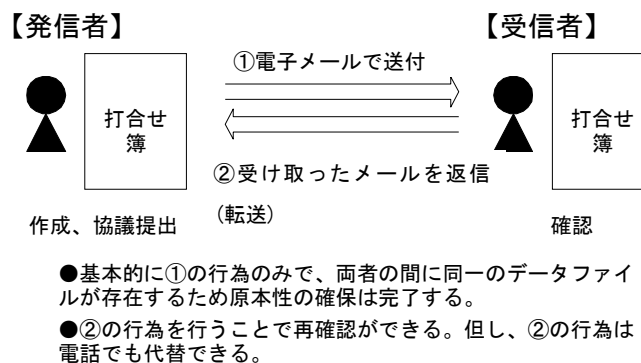 【発信者】 【受信者】
①電子メールで送付
打合せ 打合せ
簿 簿
②受け取ったメールを返信
(転送)
作成、協議提出 確認
●基本的に①の行為のみで、両者の間に同一のデータファイ
ルが存在するため原本性の確保は完了する。
●②の行為を行うことで再確認ができる。但し、②の行為は
電話でも代替できる。